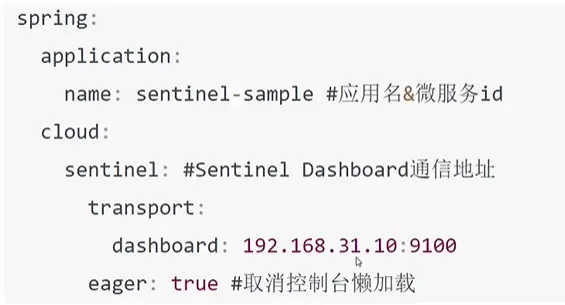 spring:
application:
name: sentinel-sample #应用名&微服务id
cloud:
sentinel: #Sentinel Dashboard通信地址
transport:
dashboard: 192.168.31.10:9100
eager: true #取消控制台懒加载